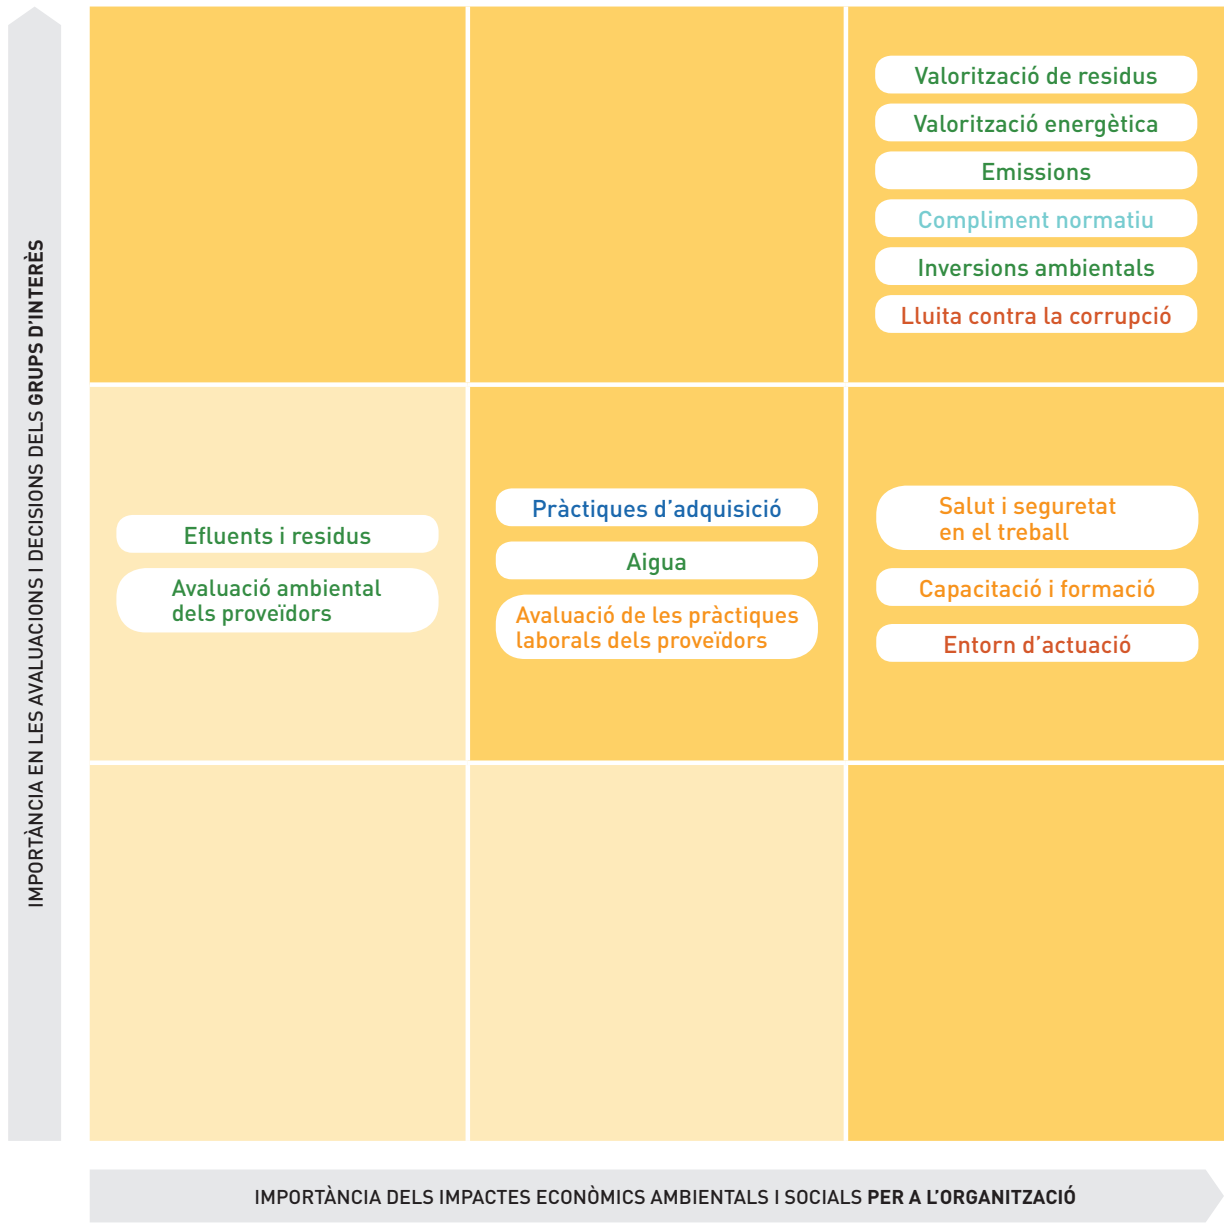 IMPORTÀNCIA EN LES AVALUACIONS I DECISIONS DELS GRUPS D'INTERÈS
Valorització de residus
Valorització energètica
Emissions
Compliment normatiu
Inversions ambientals
Lluita contra la corrupció
Efluents i residus
Avaluació ambiental
dels proveïdors
Pràctiques d'adquisició
Aigua
Avaluació de les pràctiques
laborals dels proveïdors
Salut i seguretat
en el treball
Capacitació i formació
Entorn d'actuació
IMPORTÀNCIA DELS IMPACTES ECONÒMICS AMBIENTALS I SOCIALS PER A L'ORGANITZACIÓ